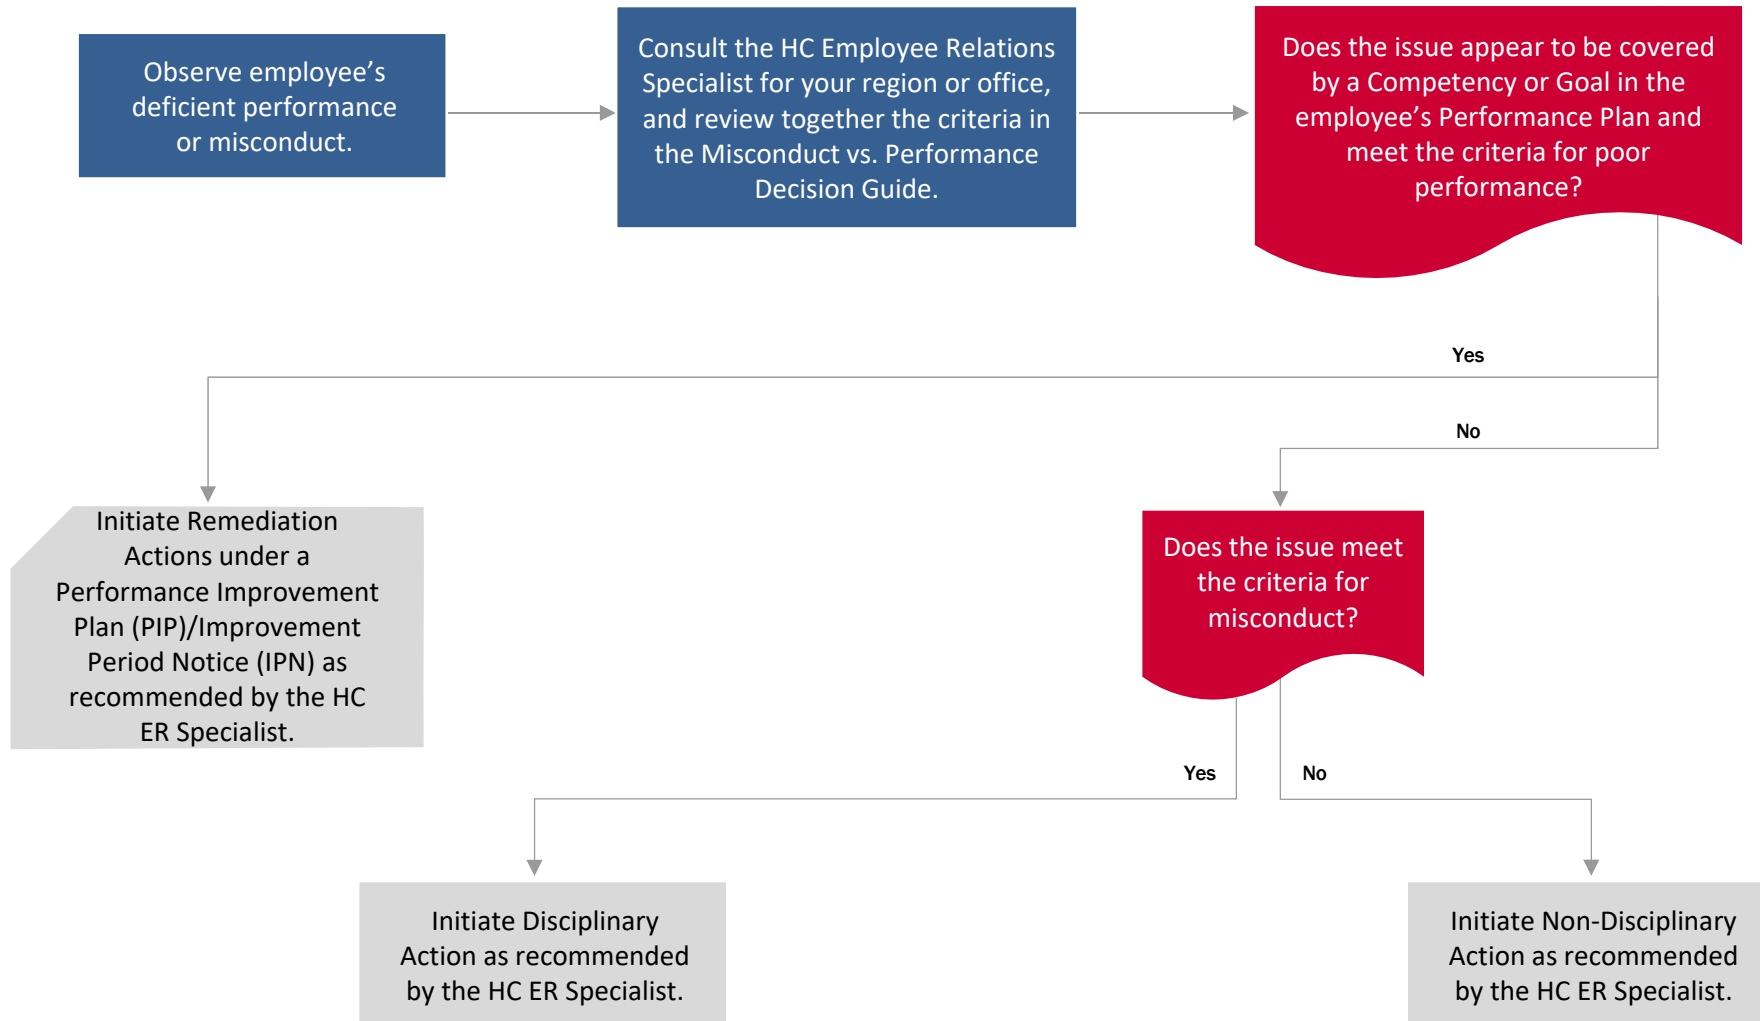 Observe employee’s
deficient performance
or misconduct.
Consult the HC Employee Relations
Specialist for your region or office,
and review together the criteria in
the Misconduct vs. Performance
Decision Guide.
Does the issue appear to be covered
by a Competency or Goal in the
employee’s Performance Plan and
meet the criteria for poor
performance?
Yes
No
Initiate Remediation
Actions under a
Performance Improvement
Plan (PIP)/Improvement
Period Notice (IPN) as
recommended by the HC
ER Specialist.
Does the issue meet
the criteria for
misconduct?
Yes
No
Initiate Disciplinary
Action as recommended
by the HC ER Specialist.
Initiate Non-Disciplinary
Action as recommended
by the HC ER Specialist.